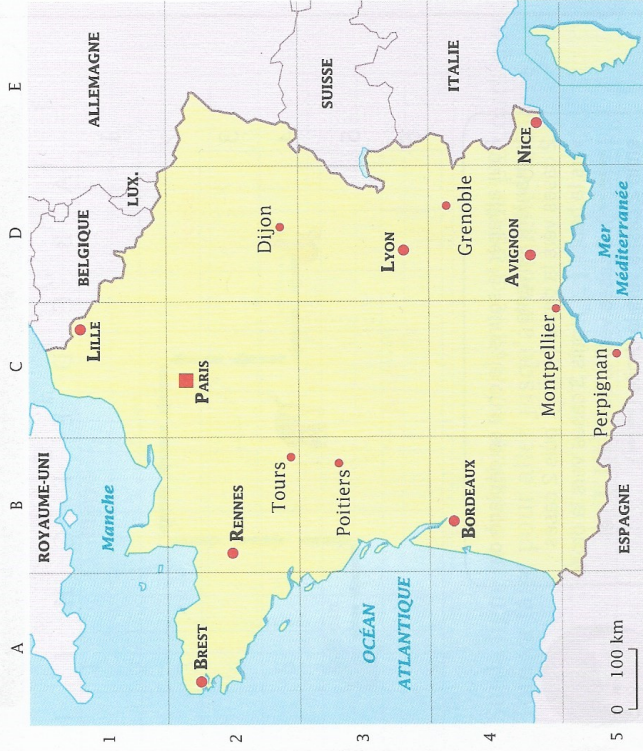 A B C D E
1
2
3
4
5
ROYAUME-UNI
Manche
BELGIQUE
LUX.
ALLEMAGNE
LILLE
PARIS
BREST
RENNES
Tours
Dijon
SUISSE
Poitiers
OCÉAN
ATLANTIQUE
LYON
BORDEAUX
Grenoble
ITALIE
AVIGNON
NICE
Montpellier
Perpignan
ESPAGNE
Mer
Méditerranée
0 100 km